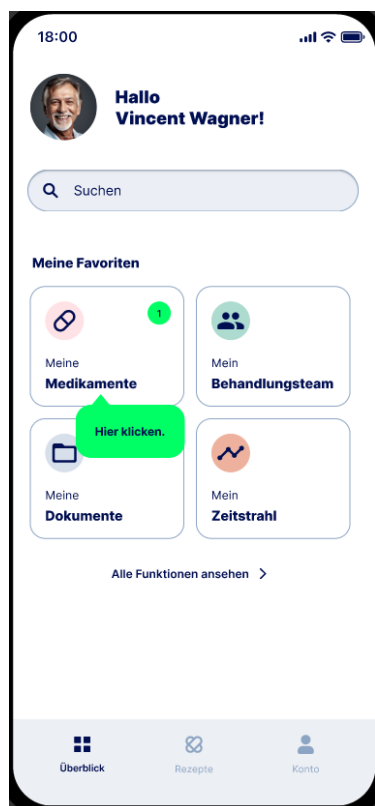 18:00
Hallo
Vincent Wagner!
Suchen
Meine Favoriten
1
Meine
Medikamente
Mein
Behandlungsteam
Hier klicken.
Meine
Dokumente
Mein
Zeitstrahl
Alle Funktionen ansehen
Überblick
Rezepte
Konto